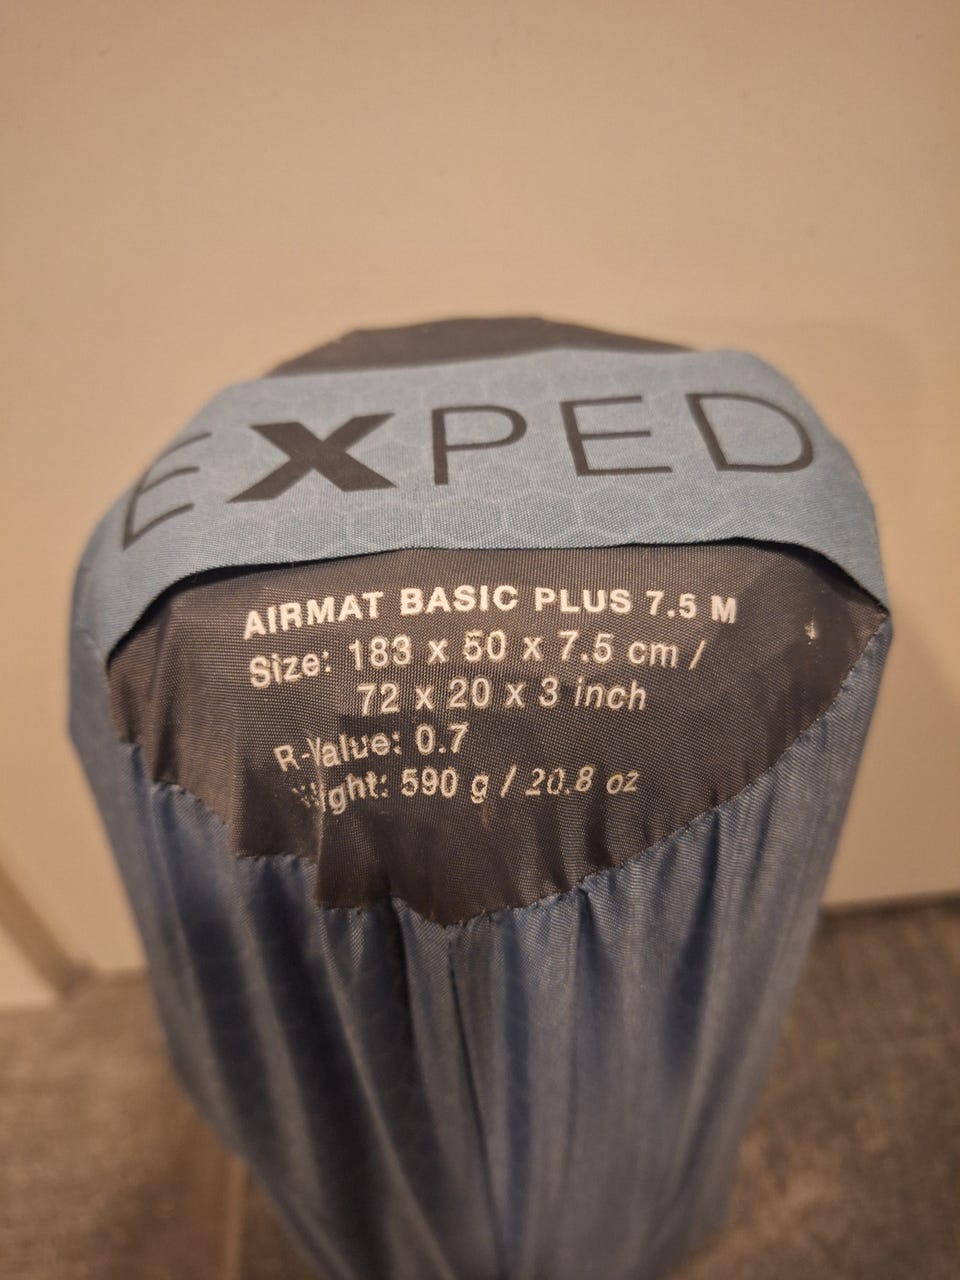 EXPED
AIRMAT BASIC PLUS 7.5 M
Size: 183 x 50 x 7.5 cm /
72 x 20 x 3 inch
R-Value: 0.7
590 g / 20.8 oz